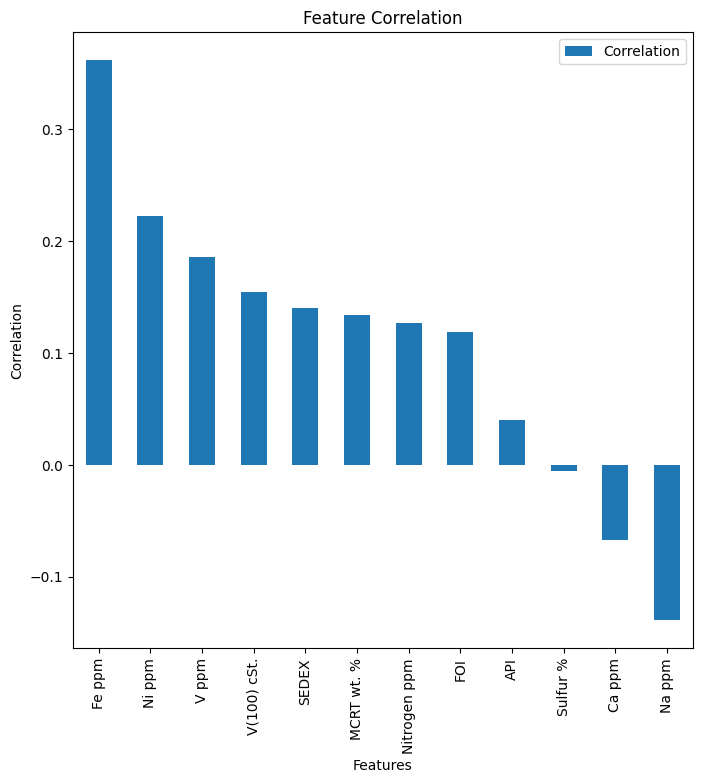 Feature Correlation
Correlation
0.3
0.2
0.1
0.0
−0.1
Correlation
Fe ppm
Ni ppm
V ppm
V(100) cSt.
SEDEX
MCRT wt. %
Nitrogen ppm
FOI
API
Sulfur %
Ca ppm
Na ppm
Features